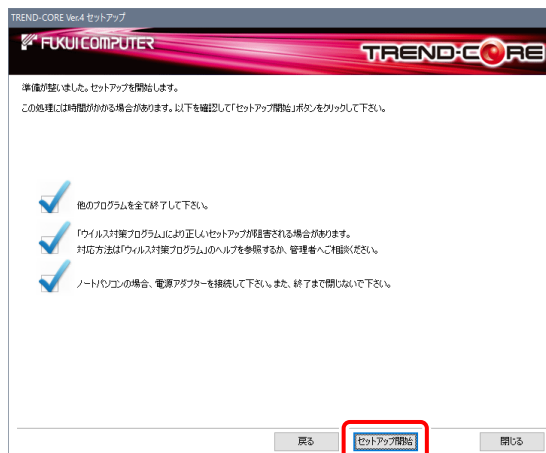 TREND-CORE Ver.4 セットアップ
FUKUI COMPUTER
TREND-CORE
準備が整いました。セットアップを開始します。
この処理には時間がかかる場合があります。以下を確認して「セットアップ開始」ボタンをクリックして下さい。
他のプログラムを全て終了して下さい。
「ウイルス対策プログラム」により正しいセットアップが阻害される場合があります。
対応方法は「ウィルス対策プログラム」のヘルプを参照するか、管理者へご相談ください。
ノートパソコンの場合、電源アダプターを接続して下さい。また、終了まで閉じないで下さい。
戻る セットアップ開始 閉じる